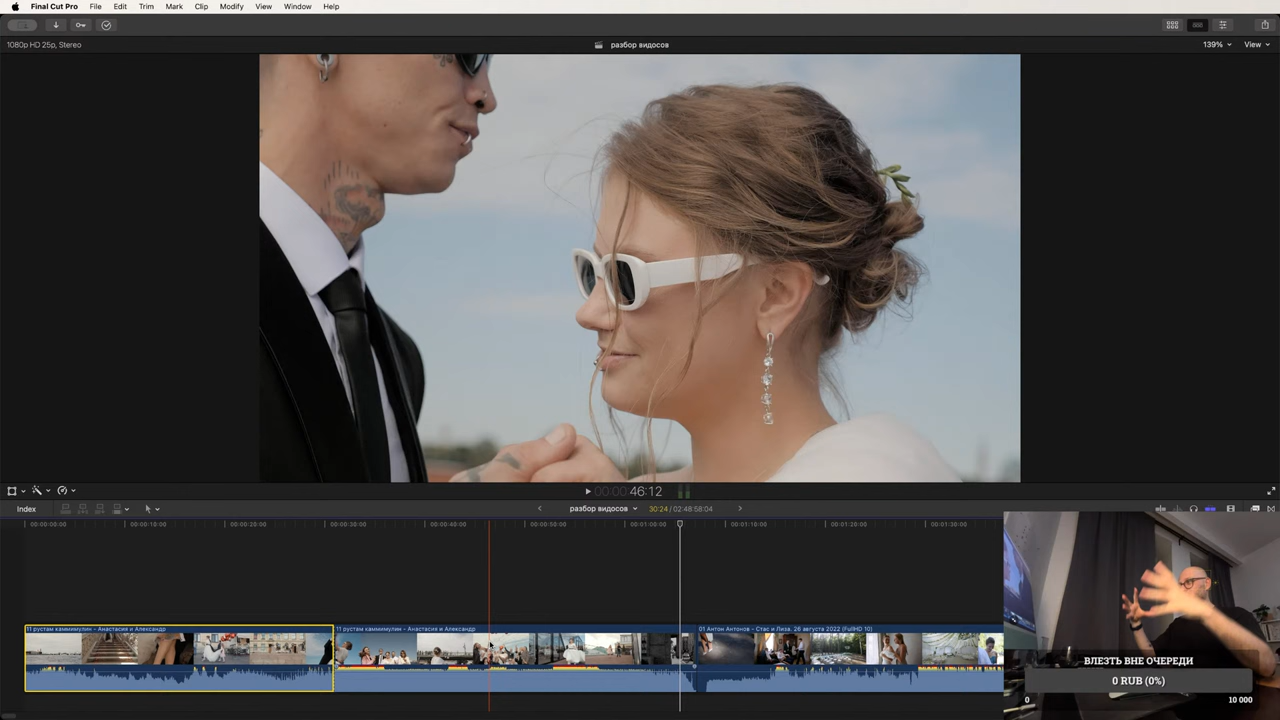 Final Cut Pro File Edit Trim Mark Clip Modify View Window Help
1080p HD 25p, Stereo
разбор видосов
139% View
00:00:46:12
Index
разбор видосов
30:24 / 02:48:58:04
00:00:00:00 00:00:10:00 00:00:20:00 00:00:30:00 00:00:40:00 00:00:50:00 00:01:00:00 00:01:10:00 00:01:20:00 00:01:30:00
11 рустам каммимулин - Анастасия и Александр
11 рустам каммимулин - Анастасия и Александр
01 Антон Антонов - Стас и Лиза. 26 августа 2022 (FullHD 10)
ВЛЕЗТЬ ВНЕ ОЧЕРЕДИ
0 RUB (0%)
0 10 000